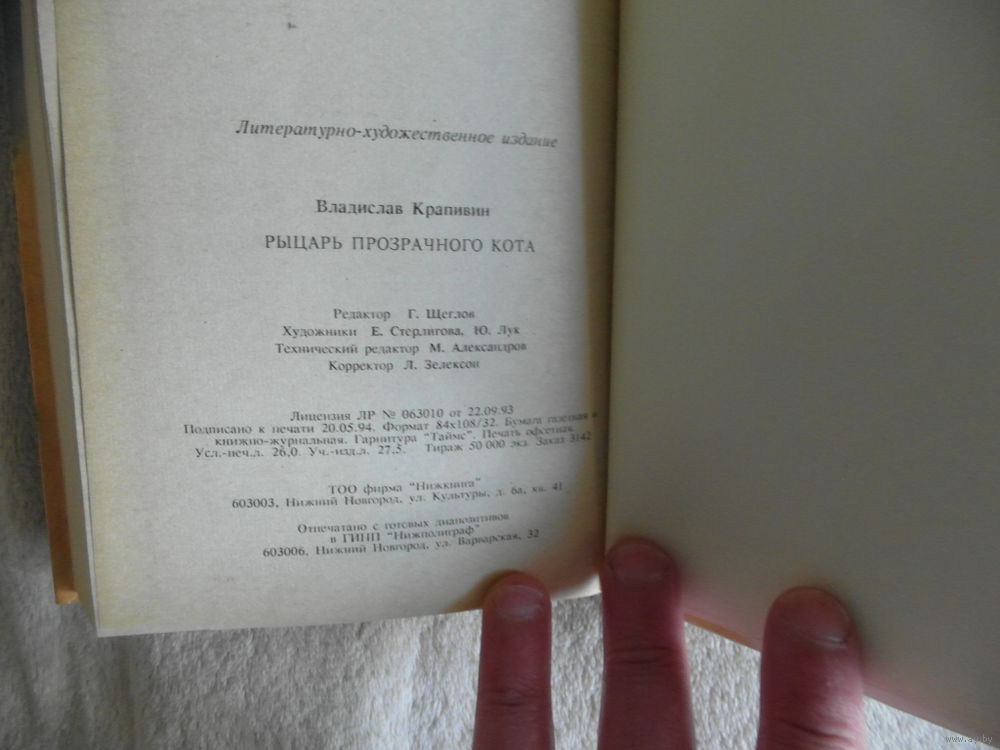 Литературно-художественное издание
Владислав Крапивин
РЫЦАРЬ ПРОЗРАЧНОГО КОТА
Редактор Г. Щеглов
Художники Е. Стерлигова, Ю. Лук
Технический редактор М. Александров
Корректор Л. Зелексон
Лицензия ЛР № 063010 от 22.09.93
Подписано к печати 20.05.94. Формат 84x108/32. Бумага газетная и
книжно-журнальная. Гарнитура "Таймс". Печать офсетная.
Усл.-печ.л. 26,0. Уч.-изд.л. 27,5. Тираж 50 000 экз. Заказ 3142
ТОО фирма "Нижкнига"
603003, Нижний Новгород, ул. Культуры, д. 6а, кв. 41
Отпечатано с готовых диапозитивов
в ГИПП "Нижполиграф"
603006, Нижний Новгород, ул. Варварская, 32
www.ay.by